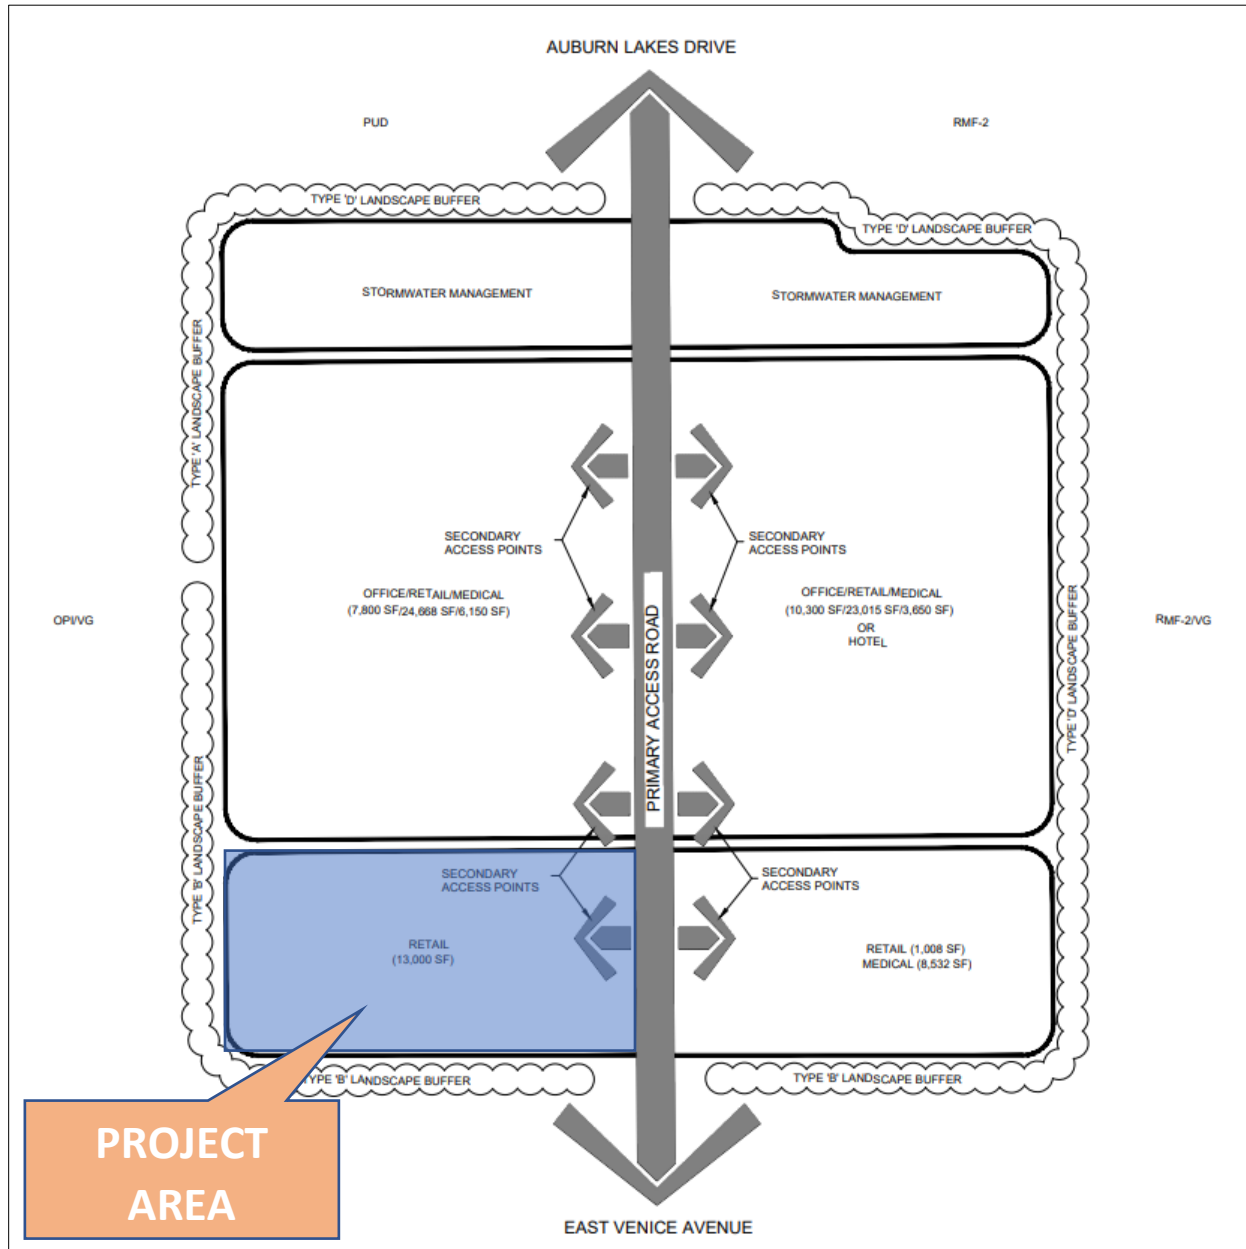 AUBURN LAKES DRIVE
PUD
RMF-2
TYPE 'D' LANDSCAPE BUFFER
TYPE 'D' LANDSCAPE BUFFER
STORMWATER MANAGEMENT
STORMWATER MANAGEMENT
TYPE 'A' LANDSCAPE BUFFER
SECONDARY
ACCESS POINTS
SECONDARY
ACCESS POINTS
OFFICE/RETAIL/MEDICAL
(7,800 SF/24,668 SF/6,150 SF)
OFFICE/RETAIL/MEDICAL
(10,300 SF/23,015 SF/3,650 SF)
OR
HOTEL
OPI/VG
RMF-2/VG
PRIMARY ACCESS ROAD
TYPE 'D' LANDSCAPE BUFFER
TYPE 'B' LANDSCAPE BUFFER
SECONDARY
ACCESS POINTS
SECONDARY
ACCESS POINTS
RETAIL
(13,000 SF)
RETAIL (1,008 SF)
MEDICAL (8,532 SF)
TYPE 'B' LANDSCAPE BUFFER
TYPE 'B' LANDSCAPE BUFFER
PROJECT
AREA
EAST VENICE AVENUE